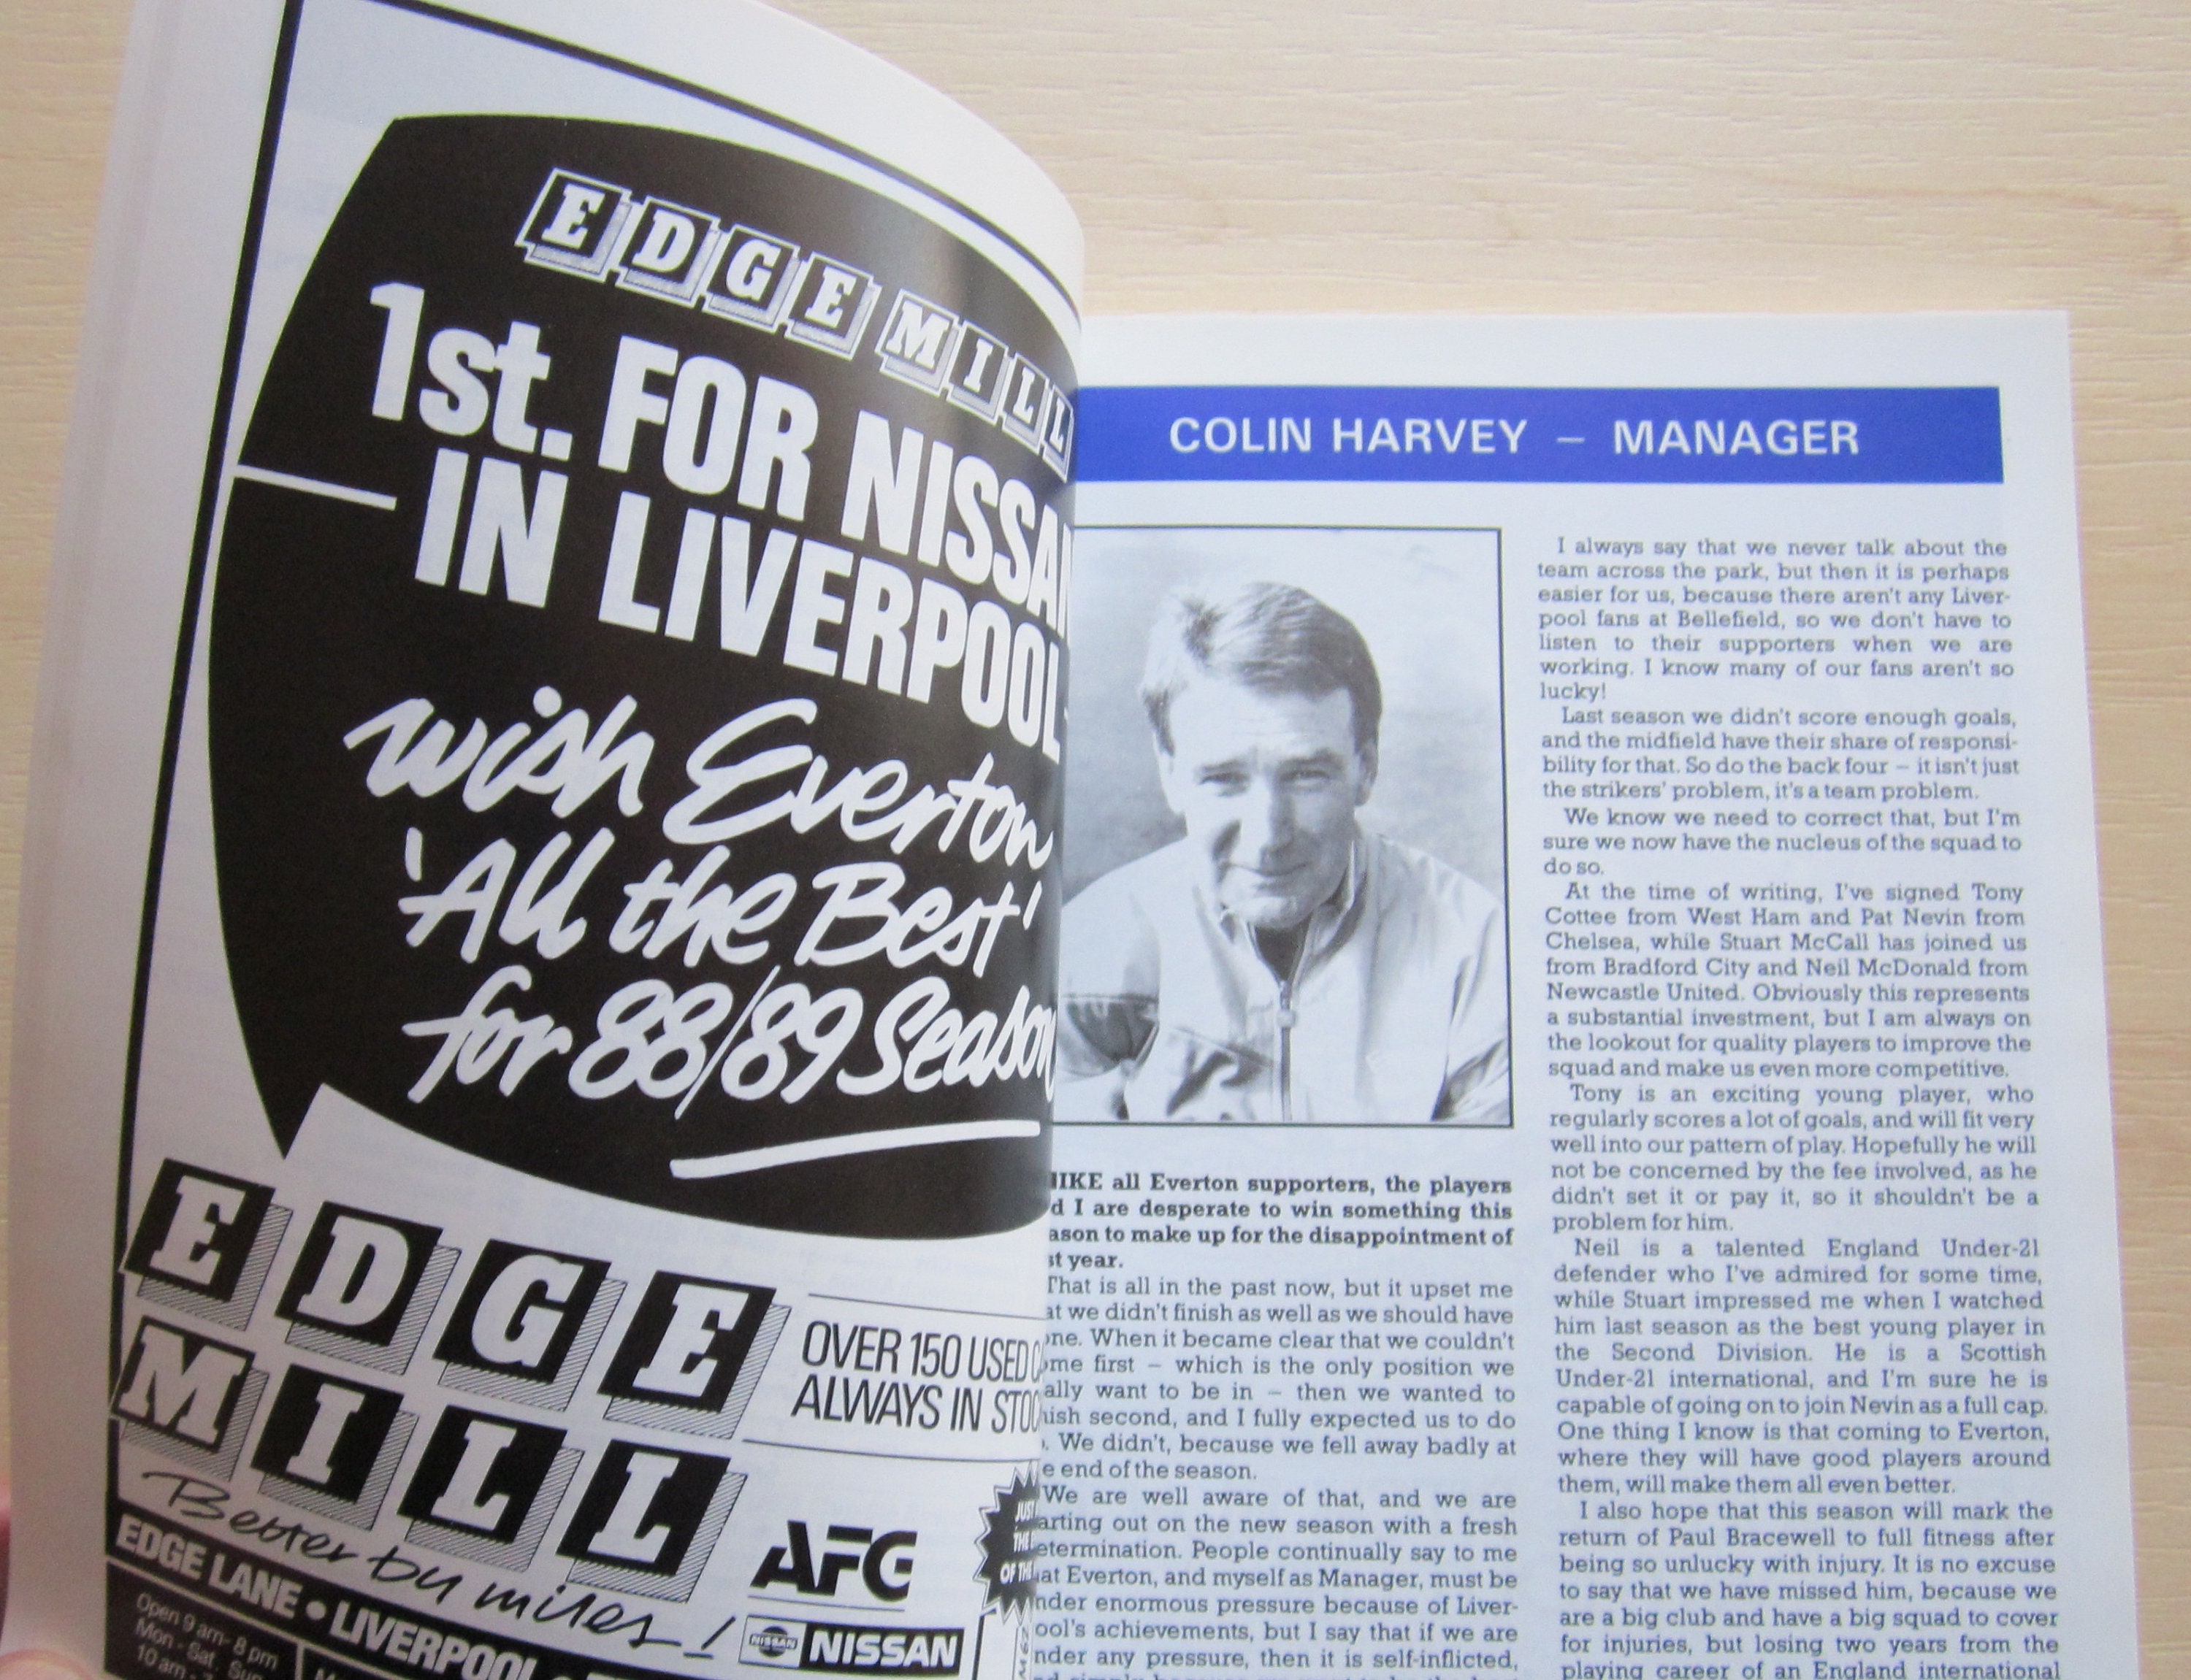 EDGE MILL
1st. FOR NISSAN
IN LIVERPOOL
wish Everton
'All the Best'
for 88/89 Season
EDGE
MILL
OVER 150 USED
ALWAYS IN
Better by miles!
AFG
JUST
THE
OF THE
EDGE LANE • LIVERPOOL •
NISSAN NISSAN
Open 9 am - 8 pm
Mon - Sat. Sun
10 am -
COLIN HARVEY – MANAGER
IKE all Everton supporters, the players
d I are desperate to win something this
ason to make up for the disappointment of
st year.
That is all in the past now, but it upset me
at we didn't finish as well as we should have
ne. When it became clear that we couldn't
ome first – which is the only position we
ally want to be in – then we wanted to
ish second, and I fully expected us to do
. We didn't, because we fell away badly at
e end of the season.
We are well aware of that, and we are
arting out on the new season with a fresh
etermination. People continually say to me
at Everton, and myself as Manager, must be
nder enormous pressure because of Liver-
ool's achievements, but I say that if we are
nder any pressure, then it is self-inflicted,
I always say that we never talk about the
team across the park, but then it is perhaps
easier for us, because there aren't any Liver-
pool fans at Bellefield, so we don't have to
listen to their supporters when we are
working. I know many of our fans aren't so
lucky!
Last season we didn't score enough goals,
and the midfield have their share of responsi-
bility for that. So do the back four – it isn't just
the strikers' problem, it's a team problem.
We know we need to correct that, but I'm
sure we now have the nucleus of the squad to
do so.
At the time of writing, I've signed Tony
Cottee from West Ham and Pat Nevin from
Chelsea, while Stuart McCall has joined us
from Bradford City and Neil McDonald from
Newcastle United. Obviously this represents
a substantial investment, but I am always on
the lookout for quality players to improve the
squad and make us even more competitive.
Tony is an exciting young player, who
regularly scores a lot of goals, and will fit very
well into our pattern of play. Hopefully he will
not be concerned by the fee involved, as he
didn't set it or pay it, so it shouldn't be a
problem for him.
Neil is a talented England Under-21
defender who I've admired for some time,
while Stuart impressed me when I watched
him last season as the best young player in
the Second Division. He is a Scottish
Under-21 international, and I'm sure he is
capable of going on to join Nevin as a full cap.
One thing I know is that coming to Everton,
where they will have good players around
them, will make them all even better.
I also hope that this season will mark the
return of Paul Bracewell to full fitness after
being so unlucky with injury. It is no excuse
to say that we have missed him, because we
are a big club and have a big squad to cover
for injuries, but losing two years from the
playing career of an England international